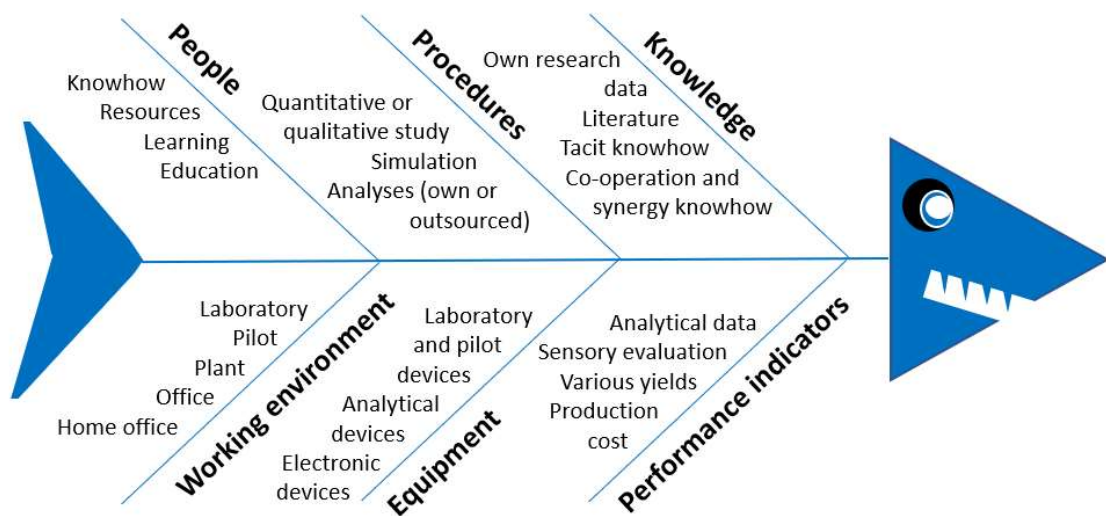 People
Knowhow
Resources
Learning
Education
Procedures
Quantitative or
qualitative study
Simulation
Analyses (own or
outsourced)
Knowledge
Own research
data
Literature
Tacit knowhow
Co-operation and
synergy knowhow
Working environment
Laboratory
Pilot
Plant
Office
Home office
Equipment
Laboratory
and pilot
devices
Analytical
devices
Electronic
devices
Performance indicators
Analytical data
Sensory evaluation
Various yields
Production
cost